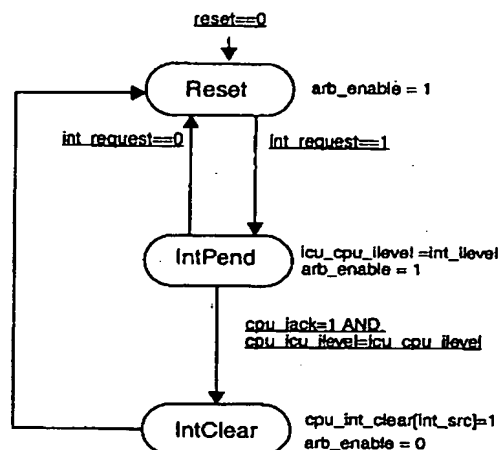 reset==0
Reset
arb_enable = 1
int_request==0
int_request==1
IntPend
icu_cpu_ilevel =int_ilevel
arb_enable = 1
cpu_iack=1 AND
cpu_icu_ilevel=icu_cpu_ilevel
IntClear
cpu_int_clear[int_src]=1
arb_enable = 0